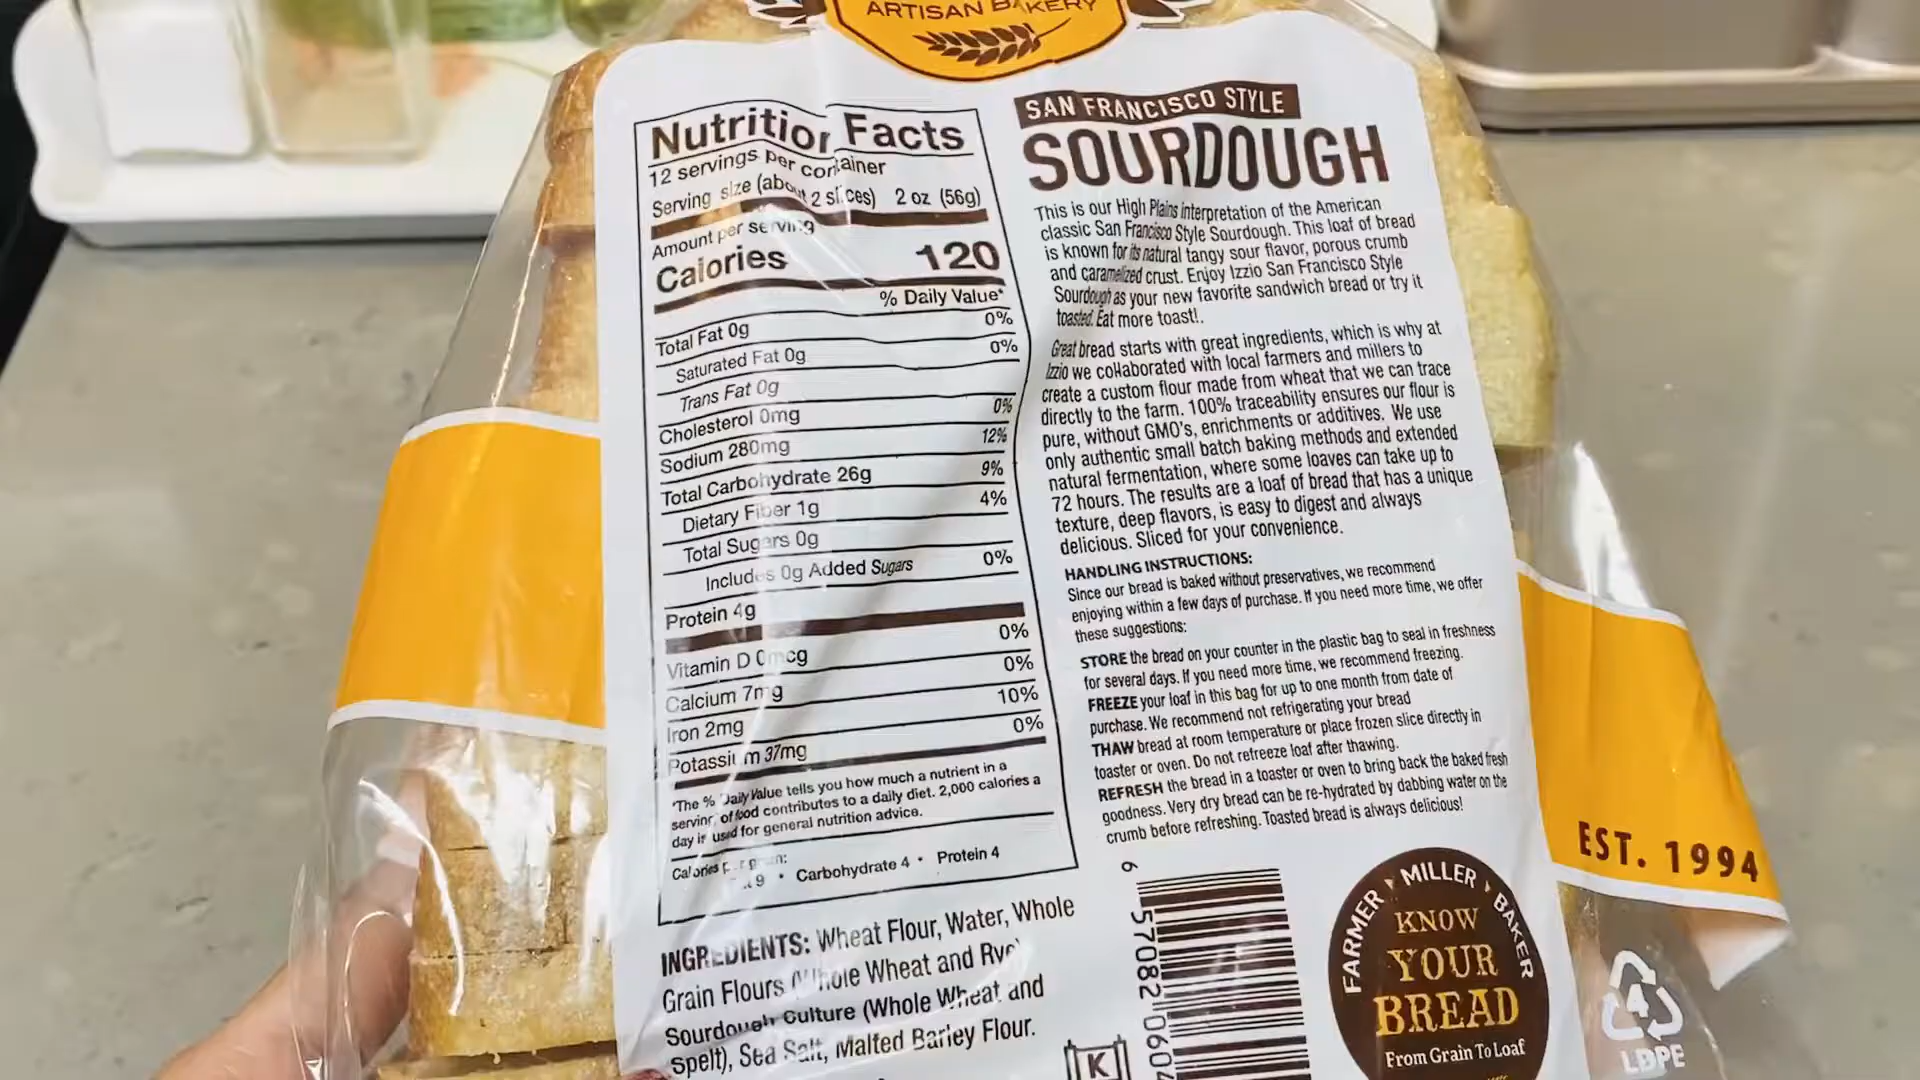 ARTISAN BAKERY
Nutrition Facts
12 servings per container
Serving size (about 2 slices) 2 oz (56g)
Amount per serving
Calories 120
% Daily Value*
Total Fat 0g 0%
Saturated Fat 0g 0%
Trans Fat 0g
Cholesterol 0mg 0%
Sodium 280mg 12%
Total Carbohydrate 26g 9%
Dietary Fiber 1g 4%
Total Sugars 0g
Includes 0g Added Sugars 0%
Protein 4g
Vitamin D 0mcg 0%
Calcium 7mg 0%
Iron 2mg 10%
Potassium 37mg 0%
*The % Daily Value tells you how much a nutrient in a
serving of food contributes to a daily diet. 2,000 calories a
day is used for general nutrition advice.
Calories per gram:
9 • Carbohydrate 4 • Protein 4
INGREDIENTS: Wheat Flour, Water, Whole
Grain Flours (Whole Wheat and Rye)
Sourdough Culture (Whole Wheat and
Spelt), Sea Salt, Malted Barley Flour.
SAN FRANCISCO STYLE
SOURDOUGH
This is our High Plains interpretation of the American
classic San Francisco Style Sourdough. This loaf of bread
is known for its natural tangy sour flavor, porous crumb
and caramelized crust. Enjoy Izzio San Francisco Style
Sourdough as your new favorite sandwich bread or try it
toasted. Eat more toast!.
Great bread starts with great ingredients, which is why at
Izzio we collaborated with local farmers and millers to
create a custom flour made from wheat that we can trace
directly to the farm. 100% traceability ensures our flour is
pure, without GMO's, enrichments or additives. We use
only authentic small batch baking methods and extended
natural fermentation, where some loaves can take up to
72 hours. The results are a loaf of bread that has a unique
texture, deep flavors, is easy to digest and always
delicious. Sliced for your convenience.
HANDLING INSTRUCTIONS:
Since our bread is baked without preservatives, we recommend
enjoying within a few days of purchase. If you need more time, we offer
these suggestions:
STORE the bread on your counter in the plastic bag to seal in freshness
for several days. If you need more time, we recommend freezing.
FREEZE your loaf in this bag for up to one month from date of
purchase. We recommend not refrigerating your bread
THAW bread at room temperature or place frozen slice directly in
toaster or oven. Do not refreeze loaf after thawing.
REFRESH the bread in a toaster or oven to bring back the baked fresh
goodness. Very dry bread can be re-hydrated by dabbing water on the
crumb before refreshing. Toasted bread is always delicious!
6 57082 0604
K
FARMER MILLER BAKER
KNOW
YOUR
BREAD
From Grain To Loaf
EST. 1994
4
LDPE